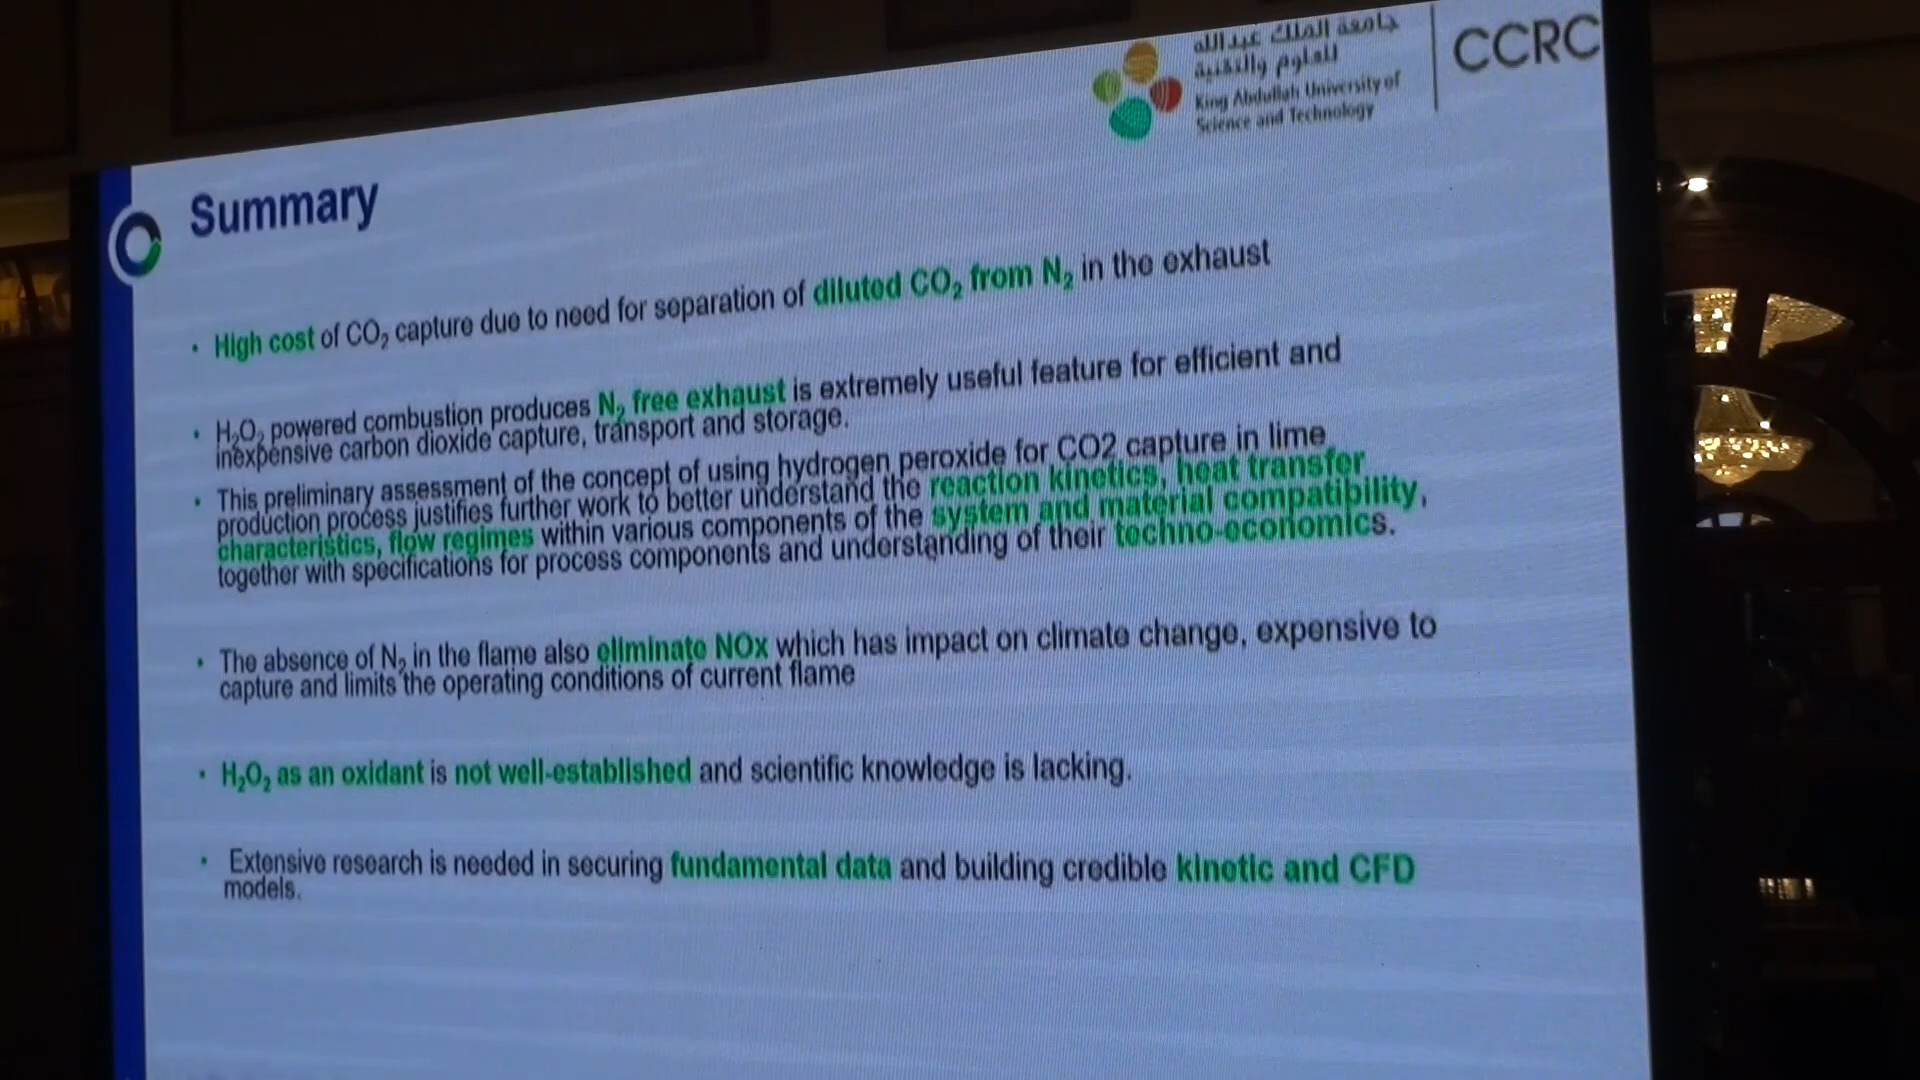 جامعة الملك عبدالله
للعلوم والتقنية
King Abdullah University of
Science and Technology
CCRC
Summary
• High cost of CO₂ capture due to need for separation of diluted CO₂ from N₂ in the exhaust
• H₂O₂ powered combustion produces N₂ free exhaust is extremely useful feature for efficient and
inexpensive carbon dioxide capture, transport and storage.
• This preliminary assessment of the concept of using hydrogen peroxide for CO2 capture in lime
production process justifies further work to better understand the reaction kinetics, heat transfer
characteristics, flow regimes within various components of the system and material compatibility,
together with specifications for process components and understanding of their techno-economics.
• The absence of N₂ in the flame also eliminate NOx which has impact on climate change, expensive to
capture and limits the operating conditions of current flame
• H₂O₂ as an oxidant is not well-established and scientific knowledge is lacking.
• Extensive research is needed in securing fundamental data and building credible kinetic and CFD
models.